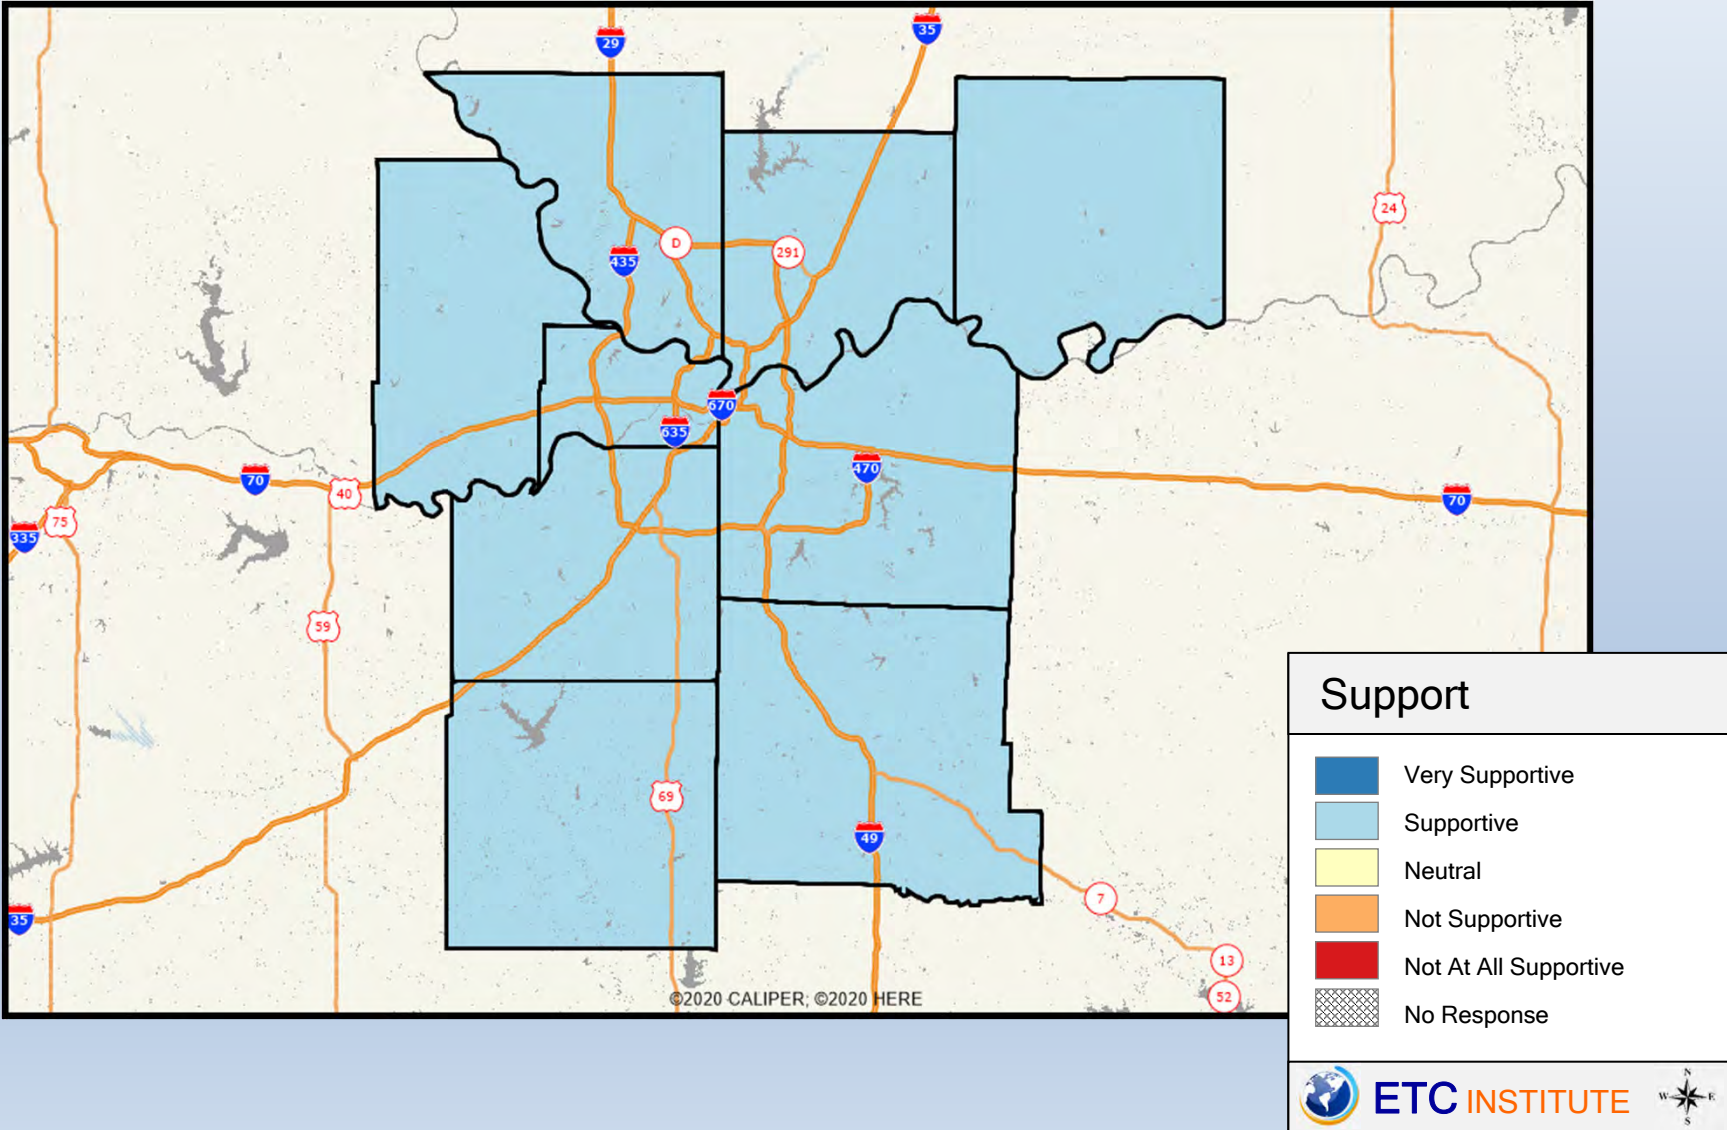 29
35
24
D
291
435
670
635
470
70
40
70
75
335
59
69
49
35
7
13
52
©2020 CALIPER; ©2020 HERE
Support
Very Supportive
Supportive
Neutral
Not Supportive
Not At All Supportive
No Response
ETC INSTITUTE
N
W E
S